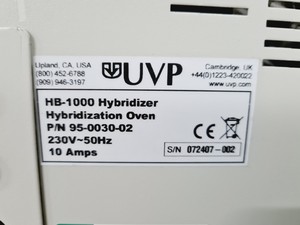 Upland, CA, USA
(800) 452-6788
(909) 946-3197
UVP
Cambridge, UK
+44(0)1223-420022
www.uvp.com
HB-1000 Hybridizer
Hybridization Oven
P/N 95-0030-02
230V~50Hz
10 Amps
CE
S/N 072407-002